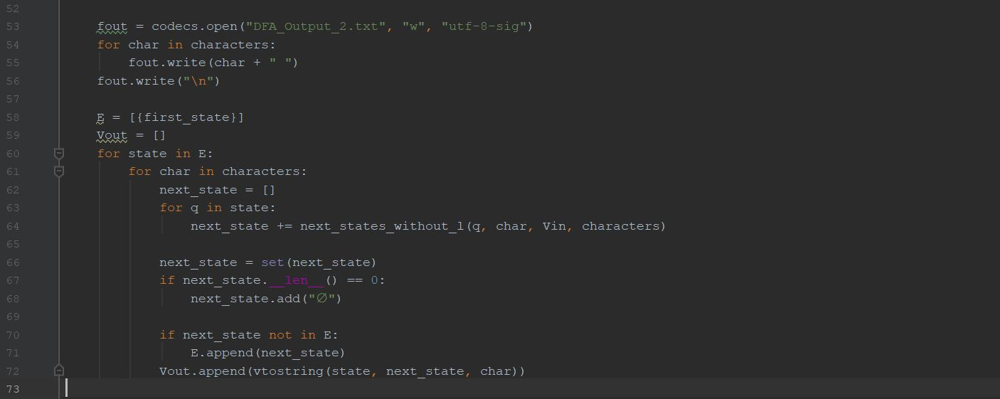 52
53 fout = codecs.open("DFA_Output_2.txt", "w", "utf-8-sig")
54 for char in characters:
55     fout.write(char + " ")
56 fout.write("\n")
57
58 E = [{first_state}]
59 Vout = []
60 for state in E:
61     for char in characters:
62         next_state = []
63         for q in state:
64             next_state += next_states_without_l(q, char, Vin, characters)
65
66         next_state = set(next_state)
67         if next_state.__len__() == 0:
68             next_state.add("∅")
69
70         if next_state not in E:
71             E.append(next_state)
72         Vout.append(vtostring(state, next_state, char))
73